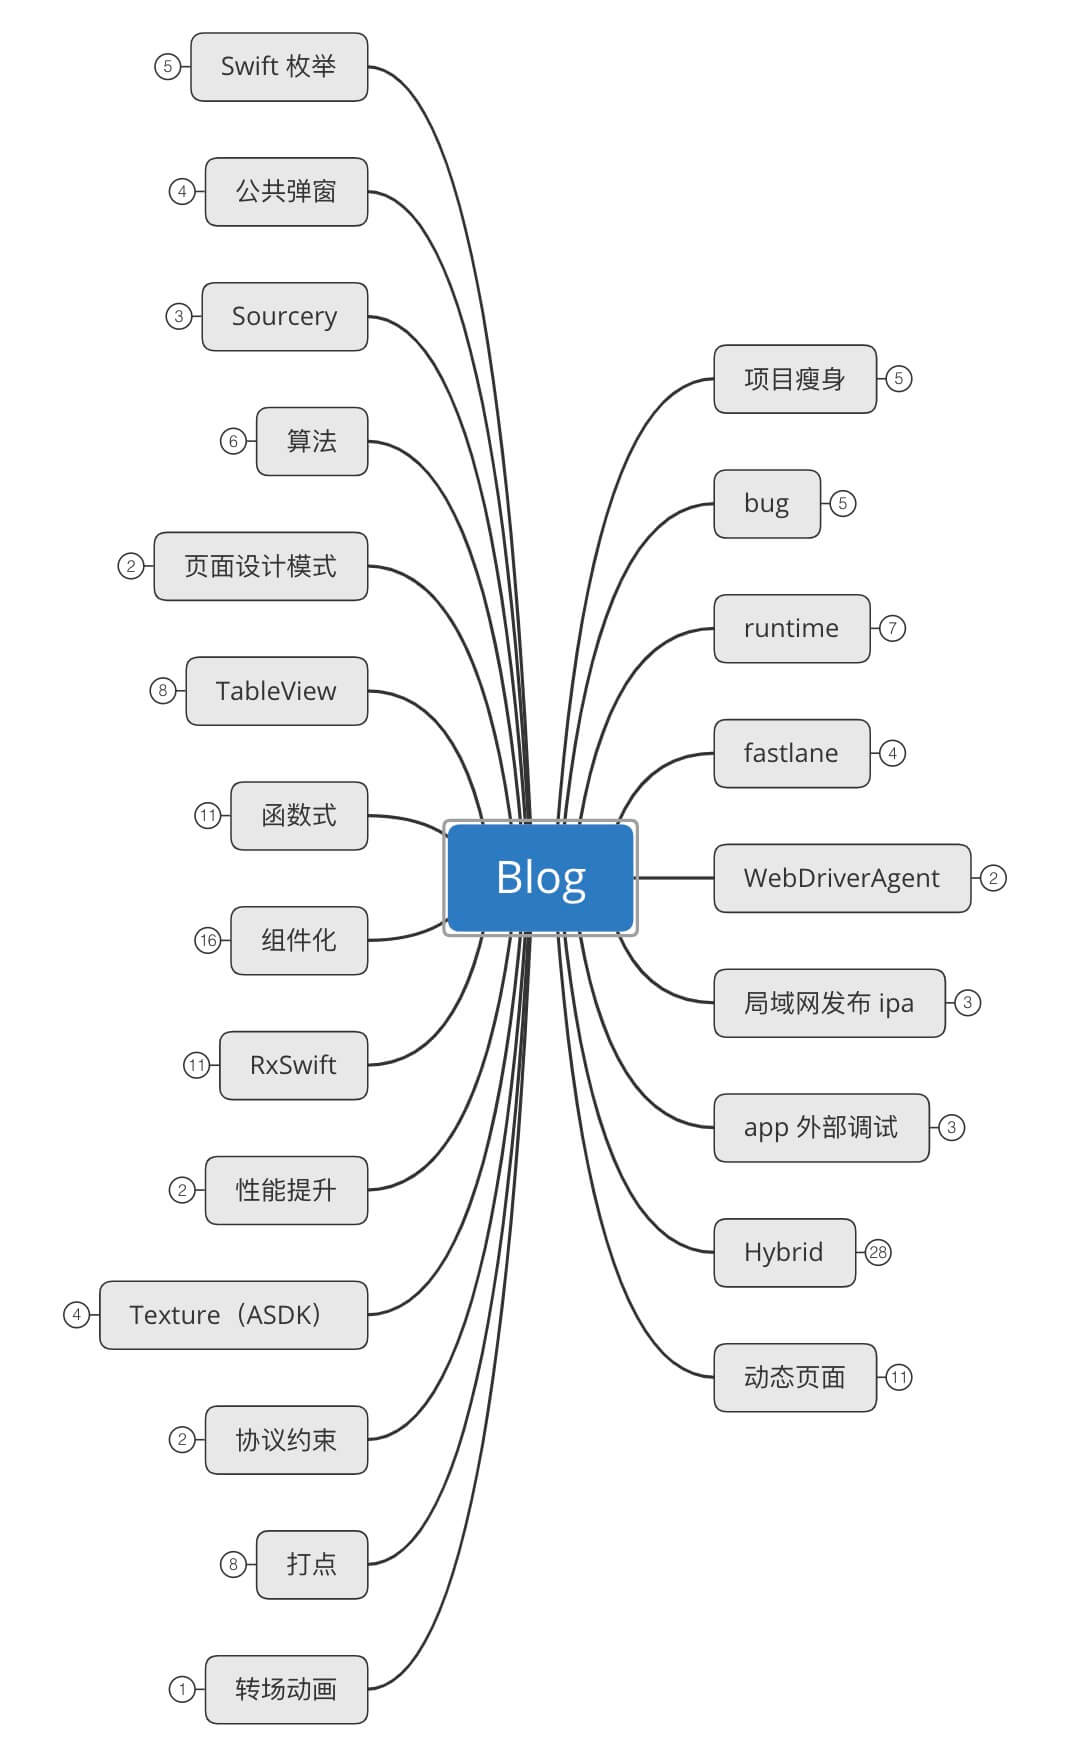 Swift 枚举
5
公共弹窗
4
Sourcery
3
算法
6
页面设计模式
2
TableView
8
函数式
11
组件化
16
RxSwift
11
性能提升
2
Texture（ASDK）
4
协议约束
2
打点
8
转场动画
1
Blog
项目瘦身
5
bug
5
runtime
7
fastlane
4
WebDriverAgent
2
局域网发布 ipa
3
app 外部调试
3
Hybrid
28
动态页面
11